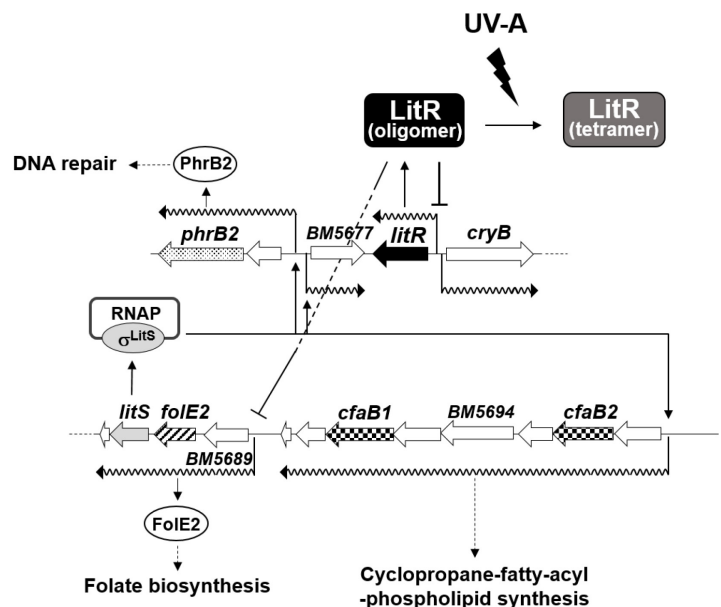 UV-A
LitR
(oligomer)
LitR
(tetramer)
DNA repair
PhrB2
phrB2
BM5677
litR
cryB
RNAP
σLitS
litS
folE2
BM5689
cfaB1
BM5694
cfaB2
FolE2
Folate biosynthesis
Cyclopropane-fatty-acyl
-phospholipid synthesis